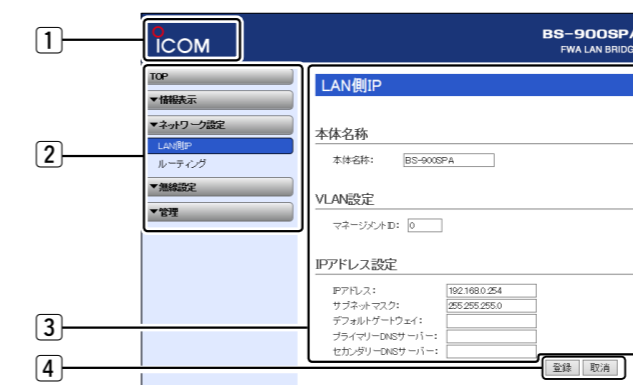 1
ICOM
BS-900SPA
FWA LAN BRIDG
TOP
▼情報表示
▼ネットワーク設定
LAN側IP
ルーティング
▼無線設定
▼管理
2
LAN側IP
本体名称
本体名称: BS-900SPA
VLAN設定
マネージメントID: 0
IPアドレス設定
IPアドレス: 192.168.0.254
サブネットマスク: 255.255.255.0
デフォルトゲートウェイ:
プライマリーDNSサーバー:
セカンダリーDNSサーバー:
3
4
登録 取消